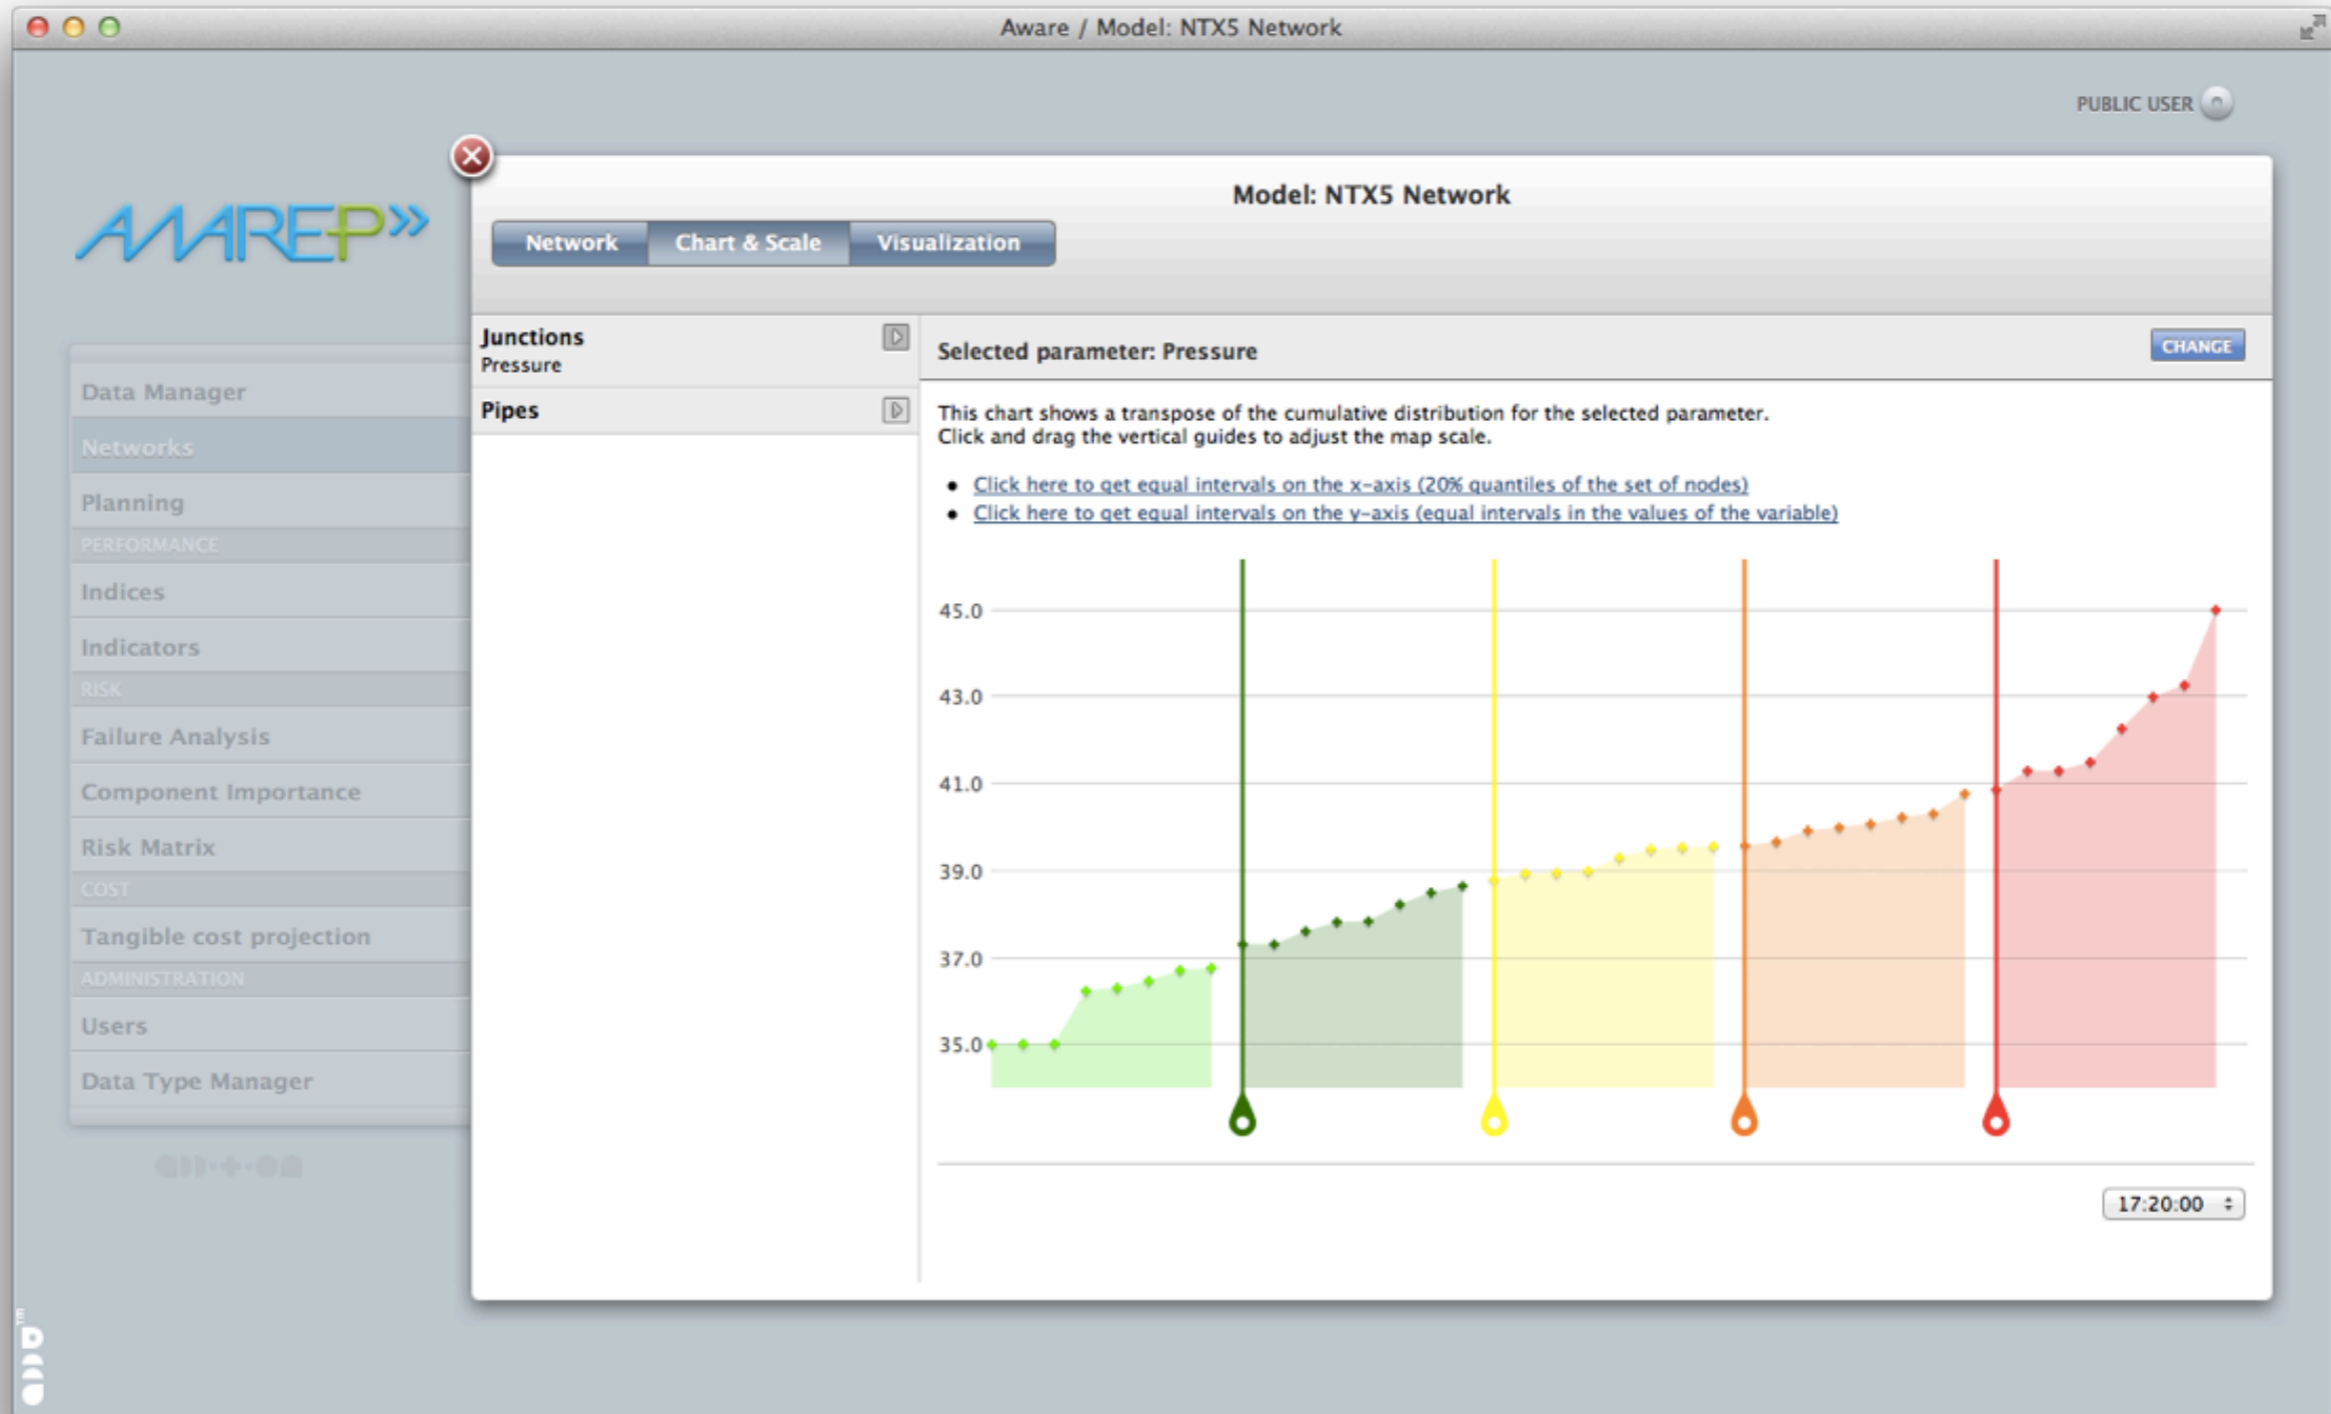 Aware / Model: NTX5 Network
PUBLIC USER
AWARE-P
Model: NTX5 Network
Network
Chart & Scale
Visualization
Junctions
Pressure
Pipes
Selected parameter: Pressure
CHANGE
This chart shows a transpose of the cumulative distribution for the selected parameter.
Click and drag the vertical guides to adjust the map scale.
• Click here to get equal intervals on the x-axis (20% quantiles of the set of nodes)
• Click here to get equal intervals on the y-axis (equal intervals in the values of the variable)
45.0
43.0
41.0
39.0
37.0
35.0
17:20:00
Data Manager
Networks
Planning
PERFORMANCE
Indices
Indicators
RISK
Failure Analysis
Component Importance
Risk Matrix
COST
Tangible cost projection
ADMINISTRATION
Users
Data Type Manager